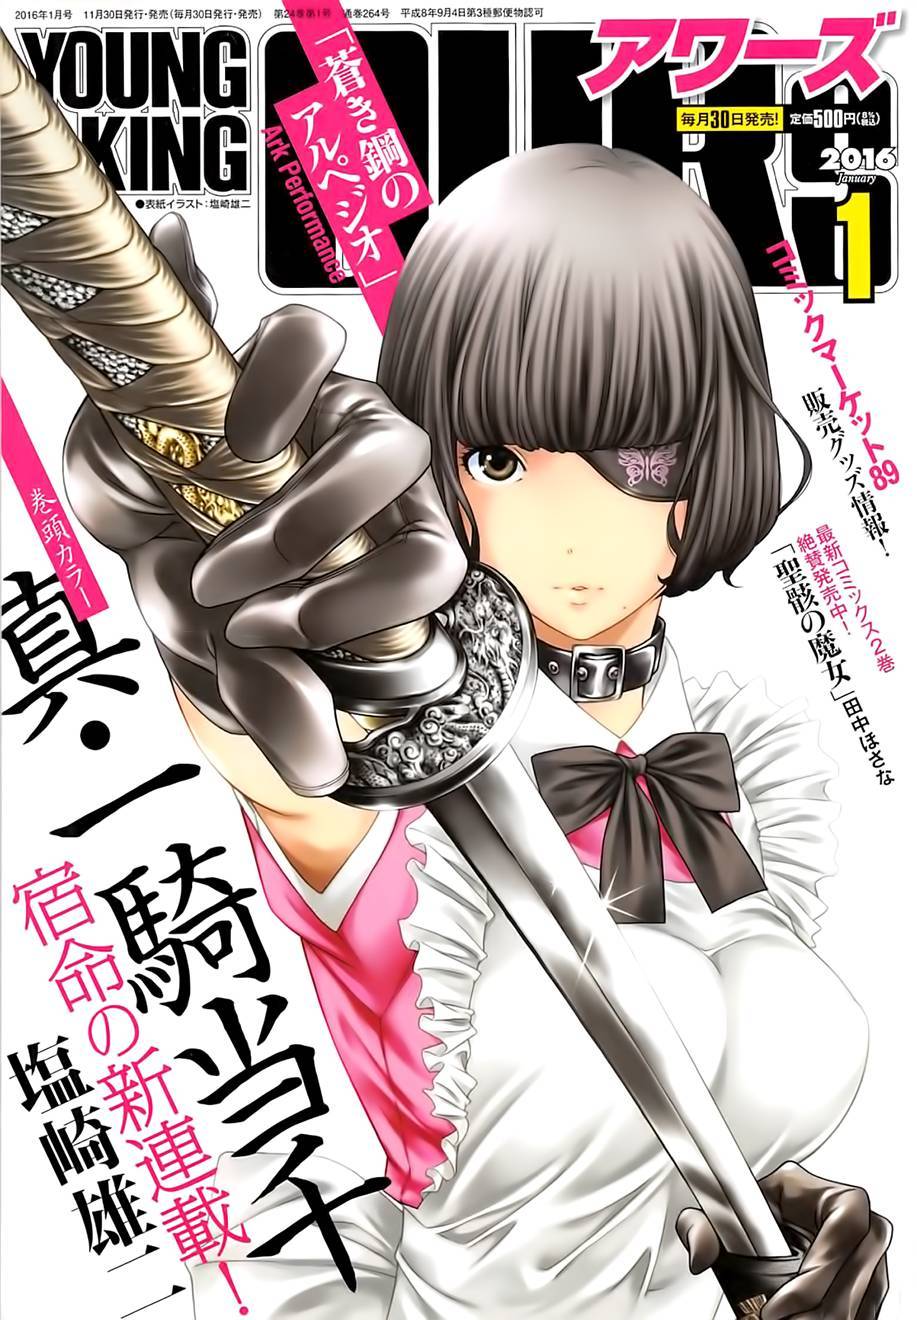 2016年1月号 11月30日発行・発売(毎月30日発行・発売) 第24巻第1号 通巻264号 平成8年9月4日第3種郵便物認可
YOUNG
KING
OURS
アワーズ
毎月30日発売!
定価500円(8%税込)
2016
January
1
●表紙イラスト:塩崎雄二
「蒼き鋼の
アルペジオ」
Ark Performance
コミックマーケット89
販売グッズ情報!
最新コミックス2巻
絶賛発売中!
「聖骸の魔女」田中ほさな
巻頭カラー
真・一騎当千
宿命の新連載!
塩崎雄二